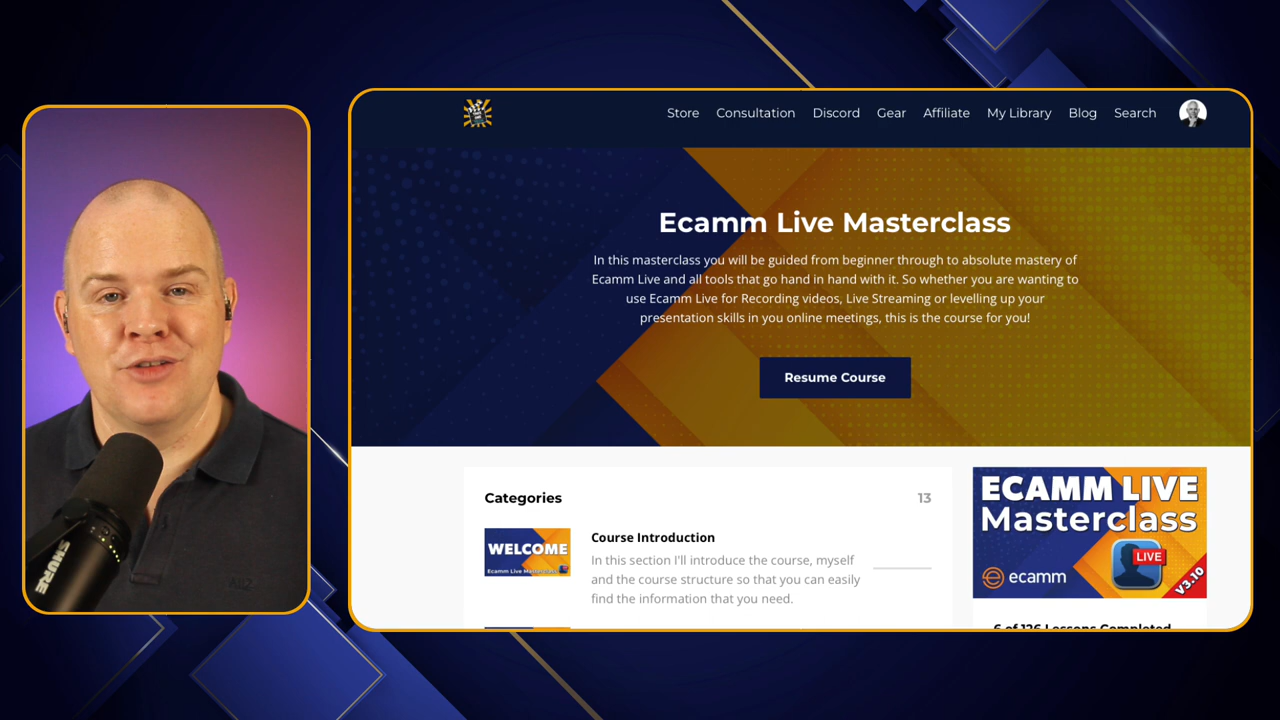 SHURE
Store Consultation Discord Gear Affiliate My Library Blog Search
Ecamm Live Masterclass
In this masterclass you will be guided from beginner through to absolute mastery of
Ecamm Live and all tools that go hand in hand with it. So whether you are wanting to
use Ecamm Live for Recording videos, Live Streaming or levelling up your
presentation skills in you online meetings, this is the course for you!
Resume Course
Categories
13
WELCOME
Ecamm Live Masterclass
Course Introduction
In this section I'll introduce the course, myself
and the course structure so that you can easily
find the information that you need.
ECAMM LIVE
Masterclass
LIVE
ecamm
V3.10
6 of 126 Lessons Completed